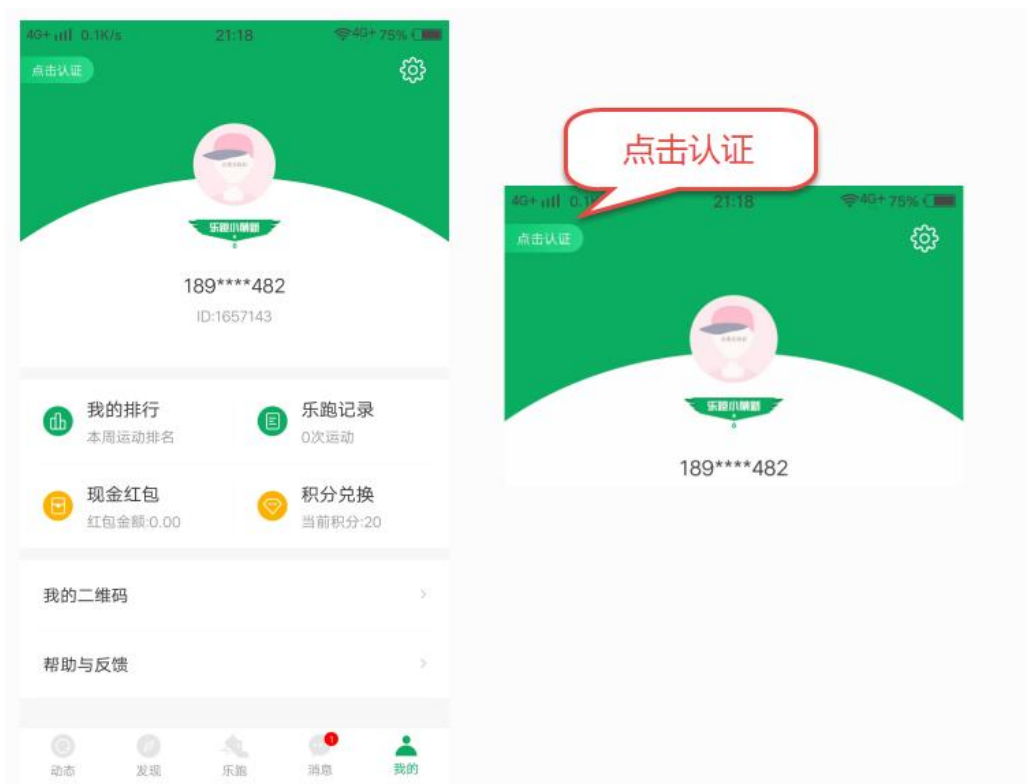 4G+ 0.1K/s 21:18 4G+ 75%
点击认证
乐跑小萌新
189****482
ID:1657143
我的排行 乐跑记录
本周运动排名 0次运动
现金红包 积分兑换
红包金额:0.00 当前积分:20
我的二维码
帮助与反馈
1
动态 发现 乐跑 消息 我的
点击认证
4G+ 0.1 21:18 4G+ 75%
点击认证
乐跑小萌新
189****482